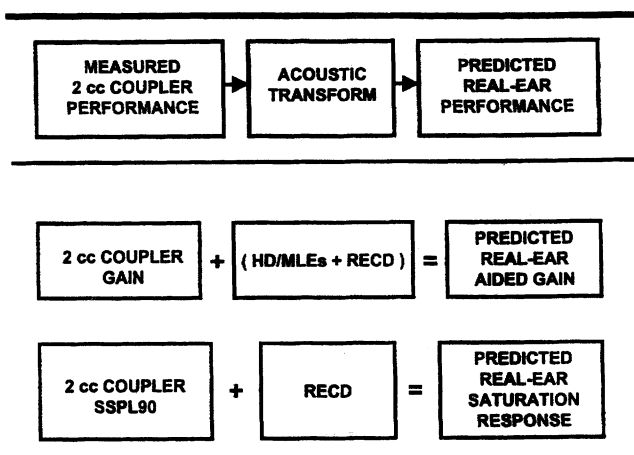 MEASURED
2 cc COUPLER
PERFORMANCE
ACOUSTIC
TRANSFORM
PREDICTED
REAL-EAR
PERFORMANCE
2 cc COUPLER
GAIN
+
( HD/MLEs + RECD )
=
PREDICTED
REAL-EAR
AIDED GAIN
2 cc COUPLER
SSPL90
+
RECD
=
PREDICTED
REAL-EAR
SATURATION
RESPONSE